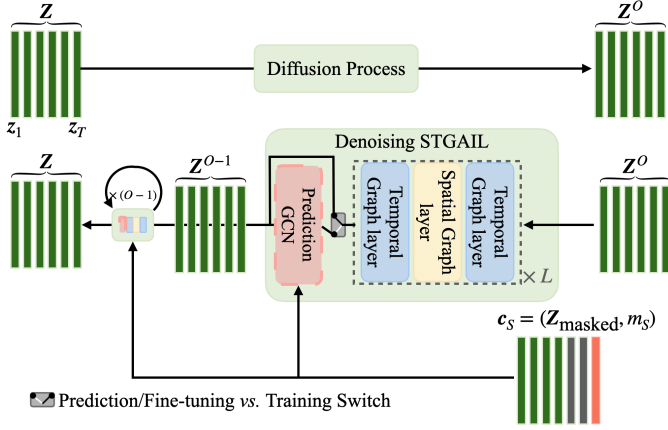 Z
Z^O
Diffusion Process
z_1
z_T
Denoising STGAIL
Z
×(O−1)
Z^{O−1}
Prediction
GCN
Temporal
Graph layer
Spatial Graph
layer
Temporal
Graph layer
× L
Z^O
c_S = (Z_masked, m_S)
Prediction/Fine-tuning vs. Training Switch